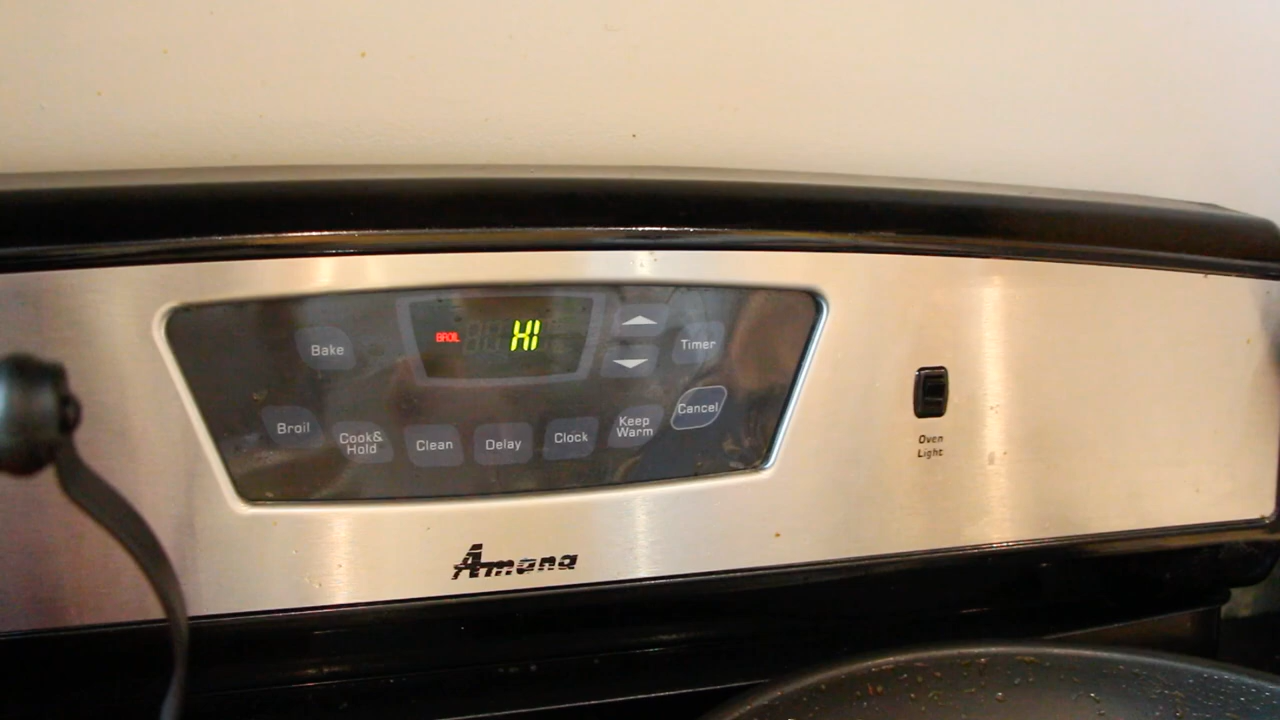 BROIL HI
Bake
Timer
Broil
Cook&
Hold
Clean
Delay
Clock
Keep
Warm
Cancel
Oven
Light
Amana